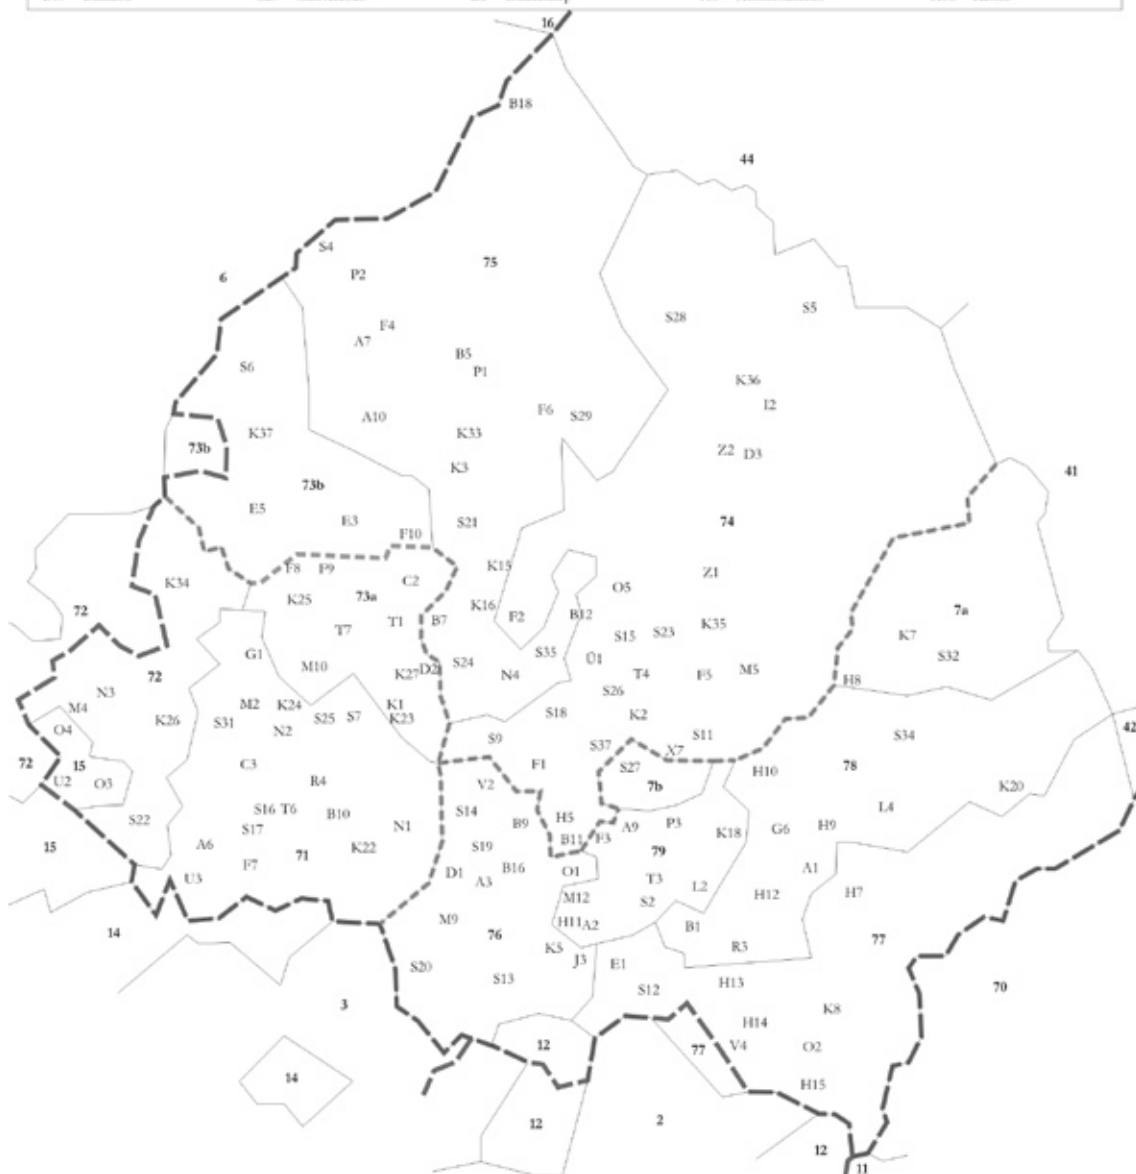 16
B18
44
S4
6
P2
75
S28
S5
F4
A7
B5
P1
S6
K36
I2
F6
S29
A10
K37
K33
73b
Z2
D3
K3
41
73b
E5
E3
S21
74
F10
K15
Z1
F8
F9
C2
K34
73a
O5
K25
K16
72
F2
B12
7a
T1
B7
K35
T7
S15
S23
K7
G1
S35
S32
M10
D2
S24
Ü1
72
K27
N4
T4
F5
M5
H8
N3
S26
M4
M2
K24
K1
S18
K2
K26
S31
S25
S7
K23
O4
N2
S9
S11
S34
42
S37
X7
72
15
C3
F1
S27
H10
78
U2
O3
R4
V2
7b
K20
S16
T6
S14
L4
S22
B10
H5
B9
P3
S17
N1
A9
K18
G6
H9
15
A6
K22
S19
B11
F3
71
79
F7
D1
B16
O1
A1
U3
A3
T3
L2
M12
S2
H12
H7
14
M9
H11
A2
B1
76
77
K5
R3
S20
J3
E1
S13
H13
S12
70
3
K8
H14
12
77
V4
O2
14
H15
12
2
12
11